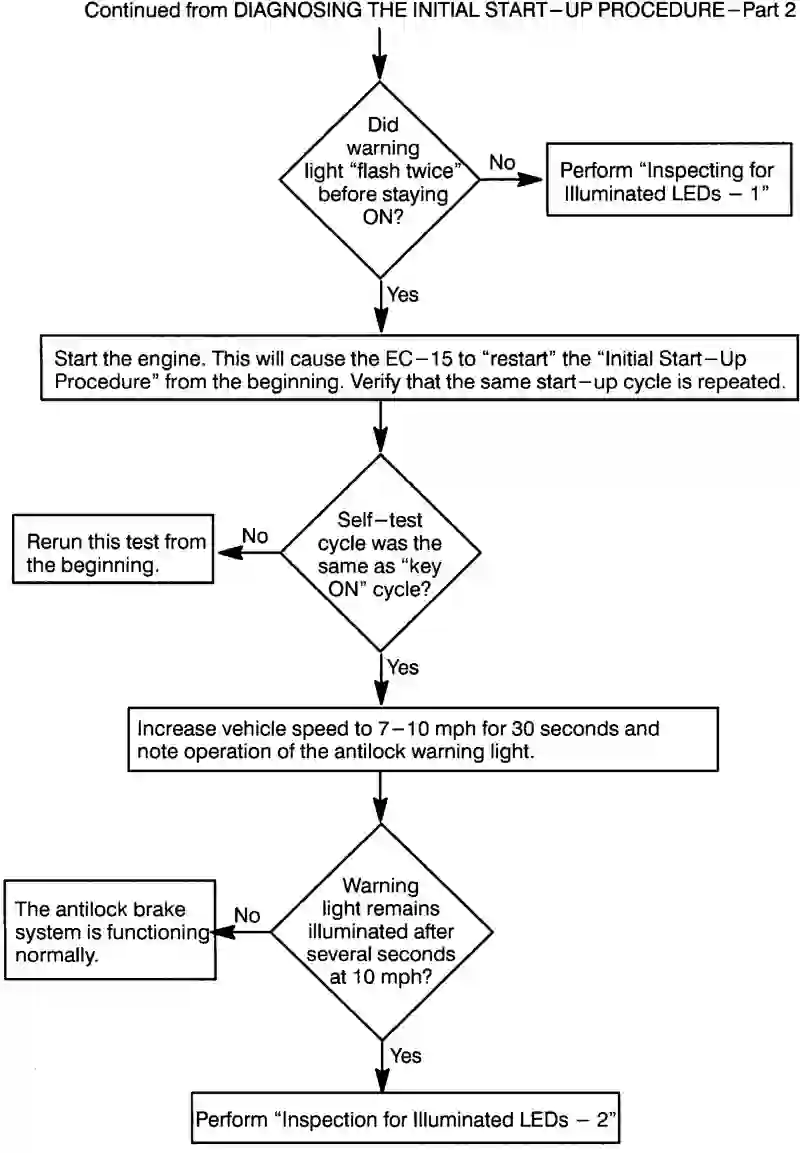 Continued from DIAGNOSING THE INITIAL START–UP PROCEDURE–Part 2
Did
warning
light “flash twice”
before staying
ON?
No
Perform “Inspecting for
Illuminated LEDs – 1”
Yes
Start the engine. This will cause the EC–15 to “restart” the “Initial Start–Up
Procedure” from the beginning. Verify that the same start–up cycle is repeated.
Self–test
cycle was the
same as “key
ON” cycle?
No
Rerun this test from
the beginning.
Yes
Increase vehicle speed to 7–10 mph for 30 seconds and
note operation of the antilock warning light.
Warning
light remains
illuminated after
several seconds
at 10 mph?
No
The antilock brake
system is functioning
normally.
Yes
Perform “Inspection for Illuminated LEDs – 2”